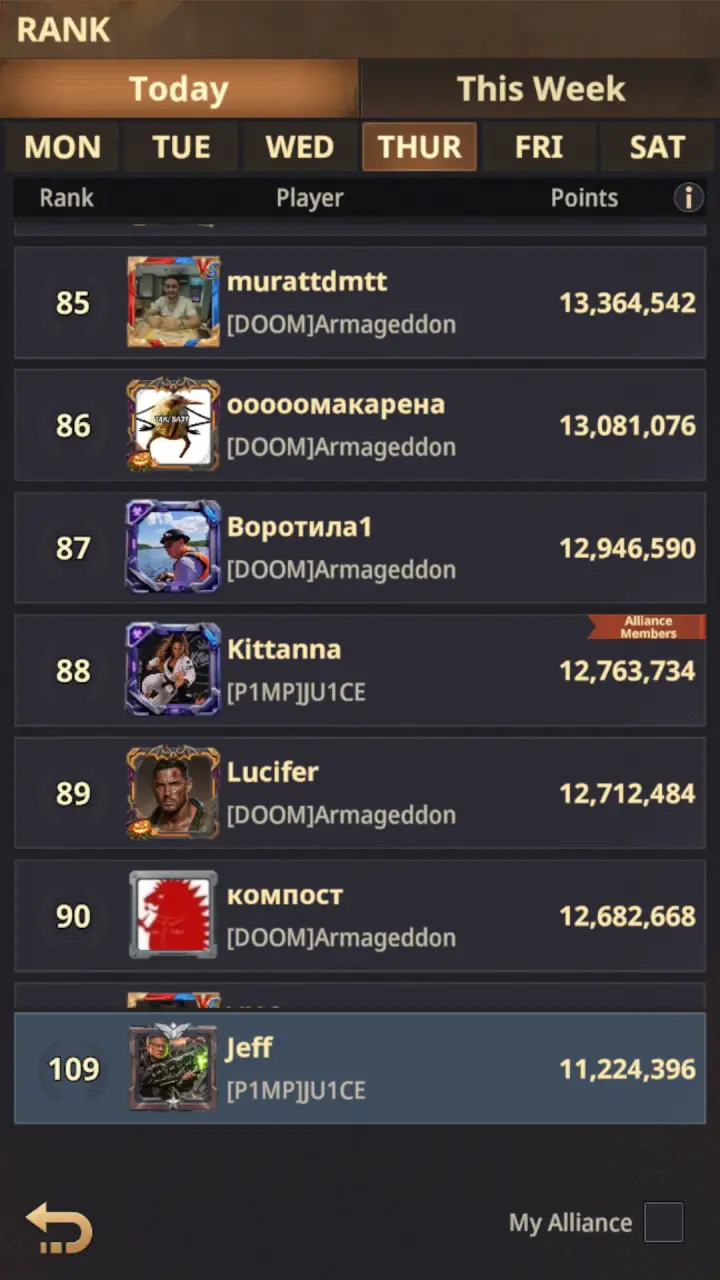 RANK
Today
This Week
MON
TUE
WED
THUR
FRI
SAT
Rank
Player
Points
85
murattdmtt
[DOOM]Armageddon
13,364,542
86
ооооомакарена
[DOOM]Armageddon
13,081,076
87
Воротила1
[DOOM]Armageddon
12,946,590
Alliance
Members
88
Kittanna
[P1MP]JU1CE
12,763,734
89
Lucifer
[DOOM]Armageddon
12,712,484
90
компост
[DOOM]Armageddon
12,682,668
109
Jeff
[P1MP]JU1CE
11,224,396
My Alliance